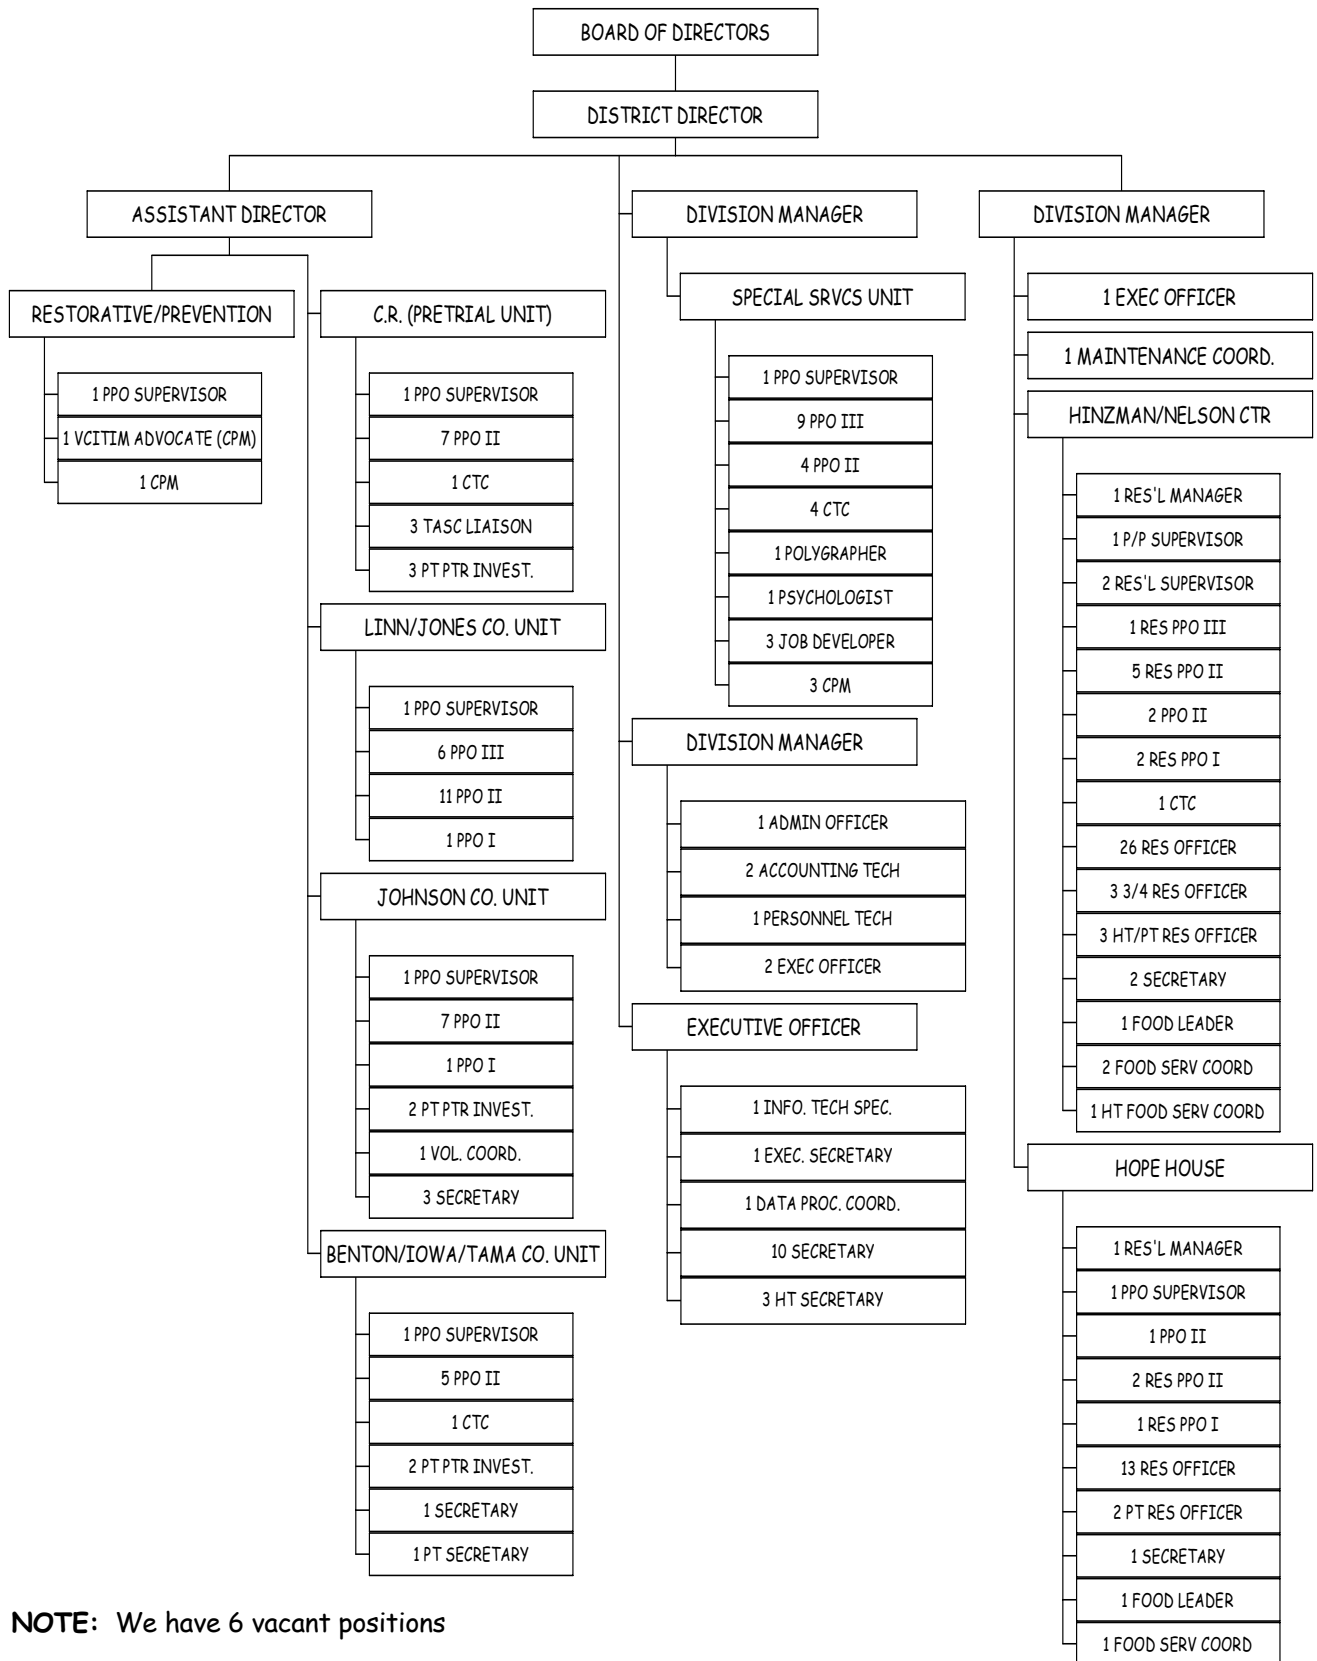 BOARD OF DIRECTORS
DISTRICT DIRECTOR
ASSISTANT DIRECTOR
RESTORATIVE/PREVENTION
1 PPO SUPERVISOR
1 VCITIM ADVOCATE (CPM)
1 CPM
C.R. (PRETRIAL UNIT)
1 PPO SUPERVISOR
7 PPO II
1 CTC
3 TASC LIAISON
3 PT PTR INVEST.
LINN/JONES CO. UNIT
1 PPO SUPERVISOR
6 PPO III
11 PPO II
1 PPO I
JOHNSON CO. UNIT
1 PPO SUPERVISOR
7 PPO II
1 PPO I
2 PT PTR INVEST.
1 VOL. COORD.
3 SECRETARY
BENTON/IOWA/TAMA CO. UNIT
1 PPO SUPERVISOR
5 PPO II
1 CTC
2 PT PTR INVEST.
1 SECRETARY
1 PT SECRETARY
DIVISION MANAGER
SPECIAL SRVCS UNIT
1 PPO SUPERVISOR
9 PPO III
4 PPO II
4 CTC
1 POLYGRAPHER
1 PSYCHOLOGIST
3 JOB DEVELOPER
3 CPM
DIVISION MANAGER
1 ADMIN OFFICER
2 ACCOUNTING TECH
1 PERSONNEL TECH
2 EXEC OFFICER
EXECUTIVE OFFICER
1 INFO. TECH SPEC.
1 EXEC. SECRETARY
1 DATA PROC. COORD.
10 SECRETARY
3 HT SECRETARY
DIVISION MANAGER
1 EXEC OFFICER
1 MAINTENANCE COORD.
HINZMAN/NELSON CTR
1 RES'L MANAGER
1 P/P SUPERVISOR
2 RES'L SUPERVISOR
1 RES PPO III
5 RES PPO II
2 PPO II
2 RES PPO I
1 CTC
26 RES OFFICER
3 3/4 RES OFFICER
3 HT/PT RES OFFICER
2 SECRETARY
1 FOOD LEADER
2 FOOD SERV COORD
1 HT FOOD SERV COORD
HOPE HOUSE
1 RES'L MANAGER
1 PPO SUPERVISOR
1 PPO II
2 RES PPO II
1 RES PPO I
13 RES OFFICER
2 PT RES OFFICER
1 SECRETARY
1 FOOD LEADER
1 FOOD SERV COORD
NOTE: We have 6 vacant positions